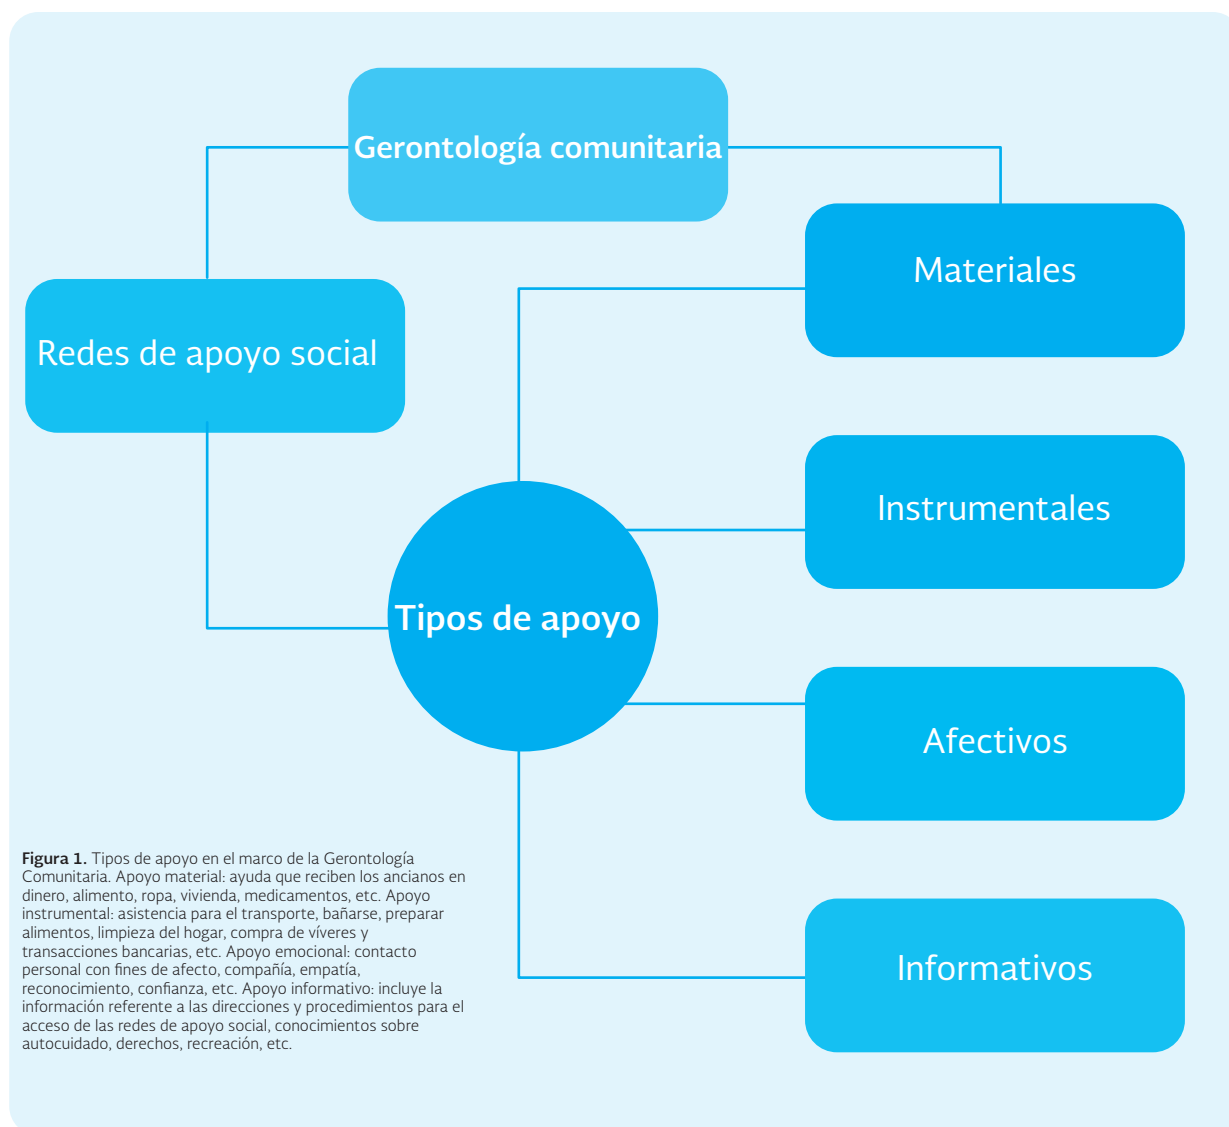 Gerontología comunitaria
Materiales
Redes de apoyo social
Instrumentales
Tipos de apoyo
Afectivos
Informativos
Figura 1. Tipos de apoyo en el marco de la Gerontología
Comunitaria. Apoyo material: ayuda que reciben los ancianos en
dinero, alimento, ropa, vivienda, medicamentos, etc. Apoyo
instrumental: asistencia para el transporte, bañarse, preparar
alimentos, limpieza del hogar, compra de víveres y
transacciones bancarias, etc. Apoyo emocional: contacto
personal con fines de afecto, compañía, empatía,
reconocimiento, confianza, etc. Apoyo informativo: incluye la
información referente a las direcciones y procedimientos para el
acceso de las redes de apoyo social, conocimientos sobre
autocuidado, derechos, recreación, etc.